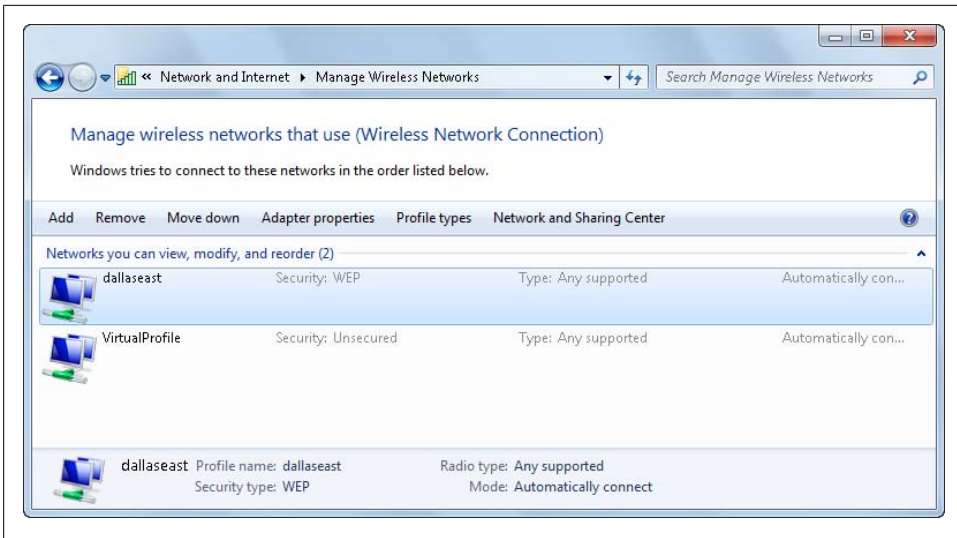 « Network and Internet ▸ Manage Wireless Networks
Search Manage Wireless Networks
Manage wireless networks that use (Wireless Network Connection)
Windows tries to connect to these networks in the order listed below.
Add Remove Move down Adapter properties Profile types Network and Sharing Center
Networks you can view, modify, and reorder (2)
dallaseast Security: WEP Type: Any supported Automatically con...
VirtualProfile Security: Unsecured Type: Any supported Automatically con...
dallaseast Profile name: dallaseast Radio type: Any supported
Security type: WEP Mode: Automatically connect